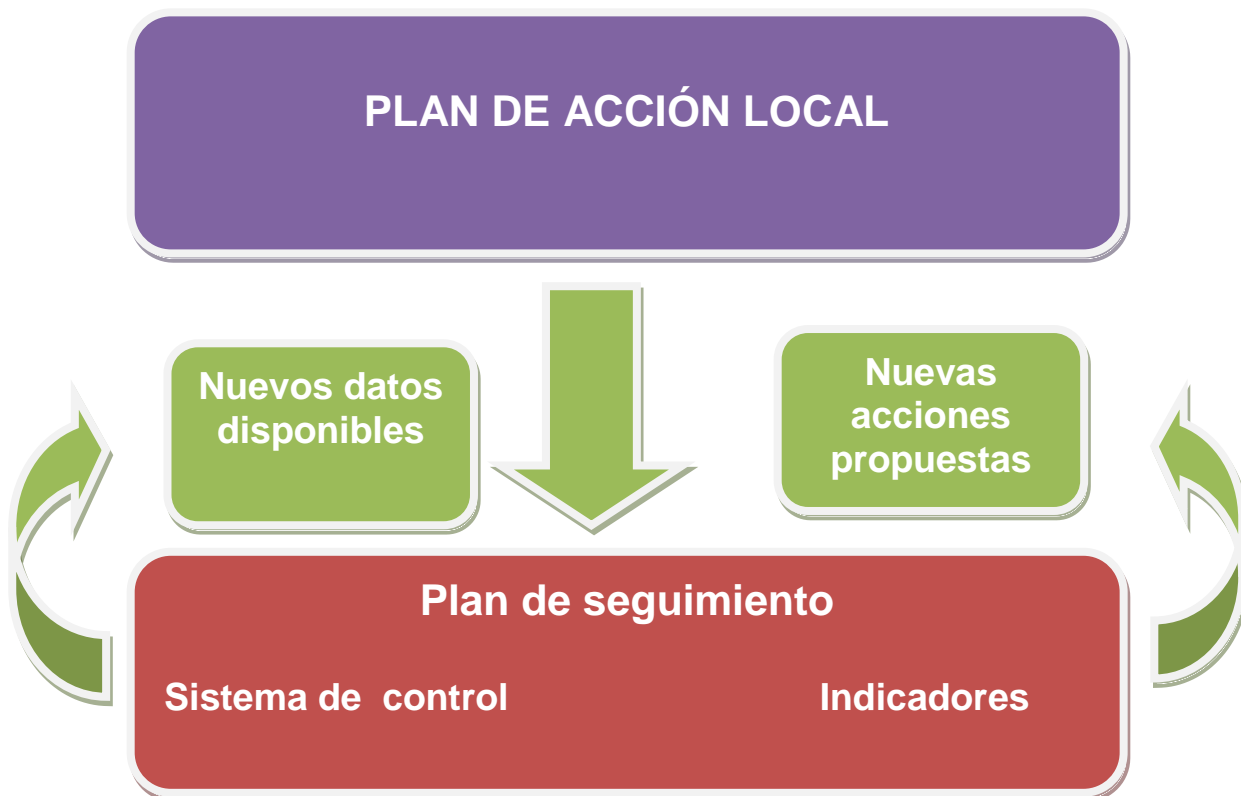 PLAN DE ACCIÓN LOCAL
Nuevos datos
disponibles
Nuevas
acciones
propuestas
Plan de seguimiento
Sistema de  control
Indicadores